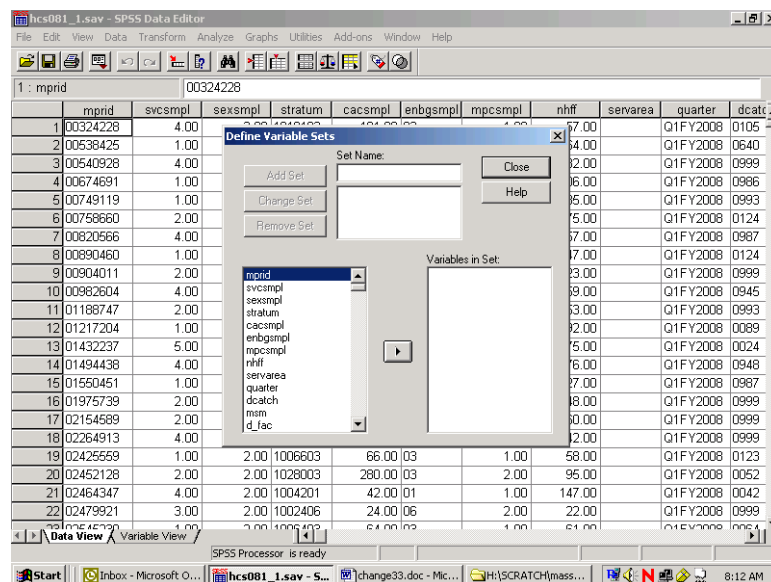 hcs081_1.sav - SPSS Data Editor
File Edit View Data Transform Analyze Graphs Utilities Add-ons Window Help
1 : mprid 00324228
mprid svcsmpl sexsmpl stratum cacsmpl enbgsmpl mpcsmpl nhff servarea quarter dcatc
1 00324228 4.00 57.00 Q1FY2008 0105
2 00538425 1.00 64.00 Q1FY2008 0640
3 00540928 4.00 Q1FY2008 0999
4 00674691 1.00 Q1FY2008 0986
5 00749119 1.00 Q1FY2008 0993
6 00758660 2.00 Q1FY2008 0124
7 00820566 4.00 Q1FY2008 0987
8 00890460 1.00 Q1FY2008 0124
9 00904011 2.00 Q1FY2008 0999
10 00982604 4.00 Q1FY2008 0945
11 01188747 2.00 Q1FY2008 0993
12 01217204 1.00 Q1FY2008 0089
13 01432237 5.00 Q1FY2008 0024
14 01494438 4.00 Q1FY2008 0948
15 01550451 1.00 Q1FY2008 0987
16 01975739 2.00 Q1FY2008 0999
17 02154589 2.00 Q1FY2008 0999
18 02264913 4.00 Q1FY2008 0999
19 02425559 1.00 2.00 1006603 66.00 03 1.00 58.00 Q1FY2008 0123
20 02452128 2.00 2.00 1028003 280.00 03 2.00 95.00 Q1FY2008 0052
21 02464347 4.00 2.00 1004201 42.00 01 1.00 147.00 Q1FY2008 0042
22 02479921 3.00 2.00 1002406 24.00 06 2.00 22.00 Q1FY2008 0999
Define Variable Sets
Set Name:
Add Set
Change Set
Remove Set
Close
Help
Variables in Set:
mprid
svcsmpl
sexsmpl
stratum
cacsmpl
enbgsmpl
mpcsmpl
nhff
servarea
quarter
dcatch
msm
d_fac
Data View Variable View
SPSS Processor is ready
Start Inbox - Microsoft O... hcs081_1.sav - S... change33.doc - Mic... H:\SCRATCH\mass... 8:12 AM